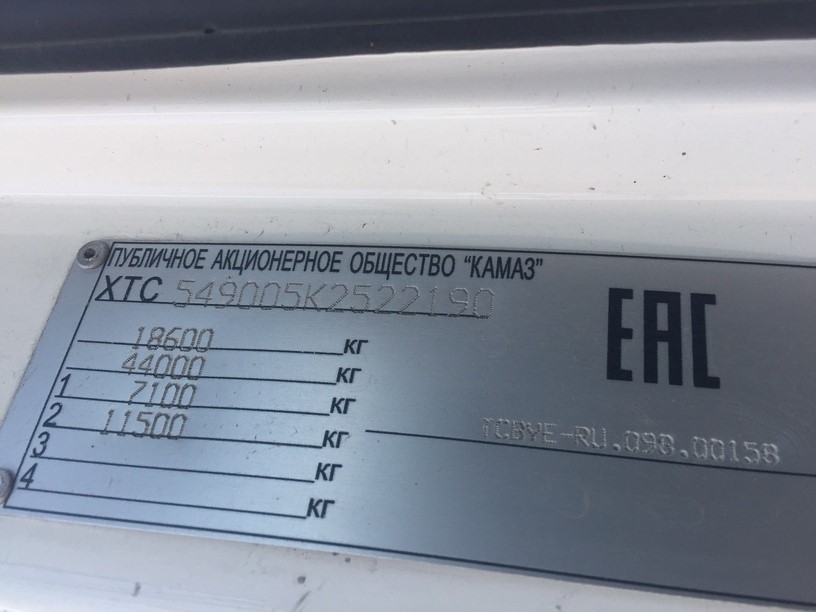 ПУБЛИЧНОЕ АКЦИОНЕРНОЕ ОБЩЕСТВО "КАМАЗ"
XTC 549005K2522190
EAC
18600 кг
44000 кг
1 7100 кг
2 11500 кг
3 кг
4 кг
TCBYE-RU.098.00158